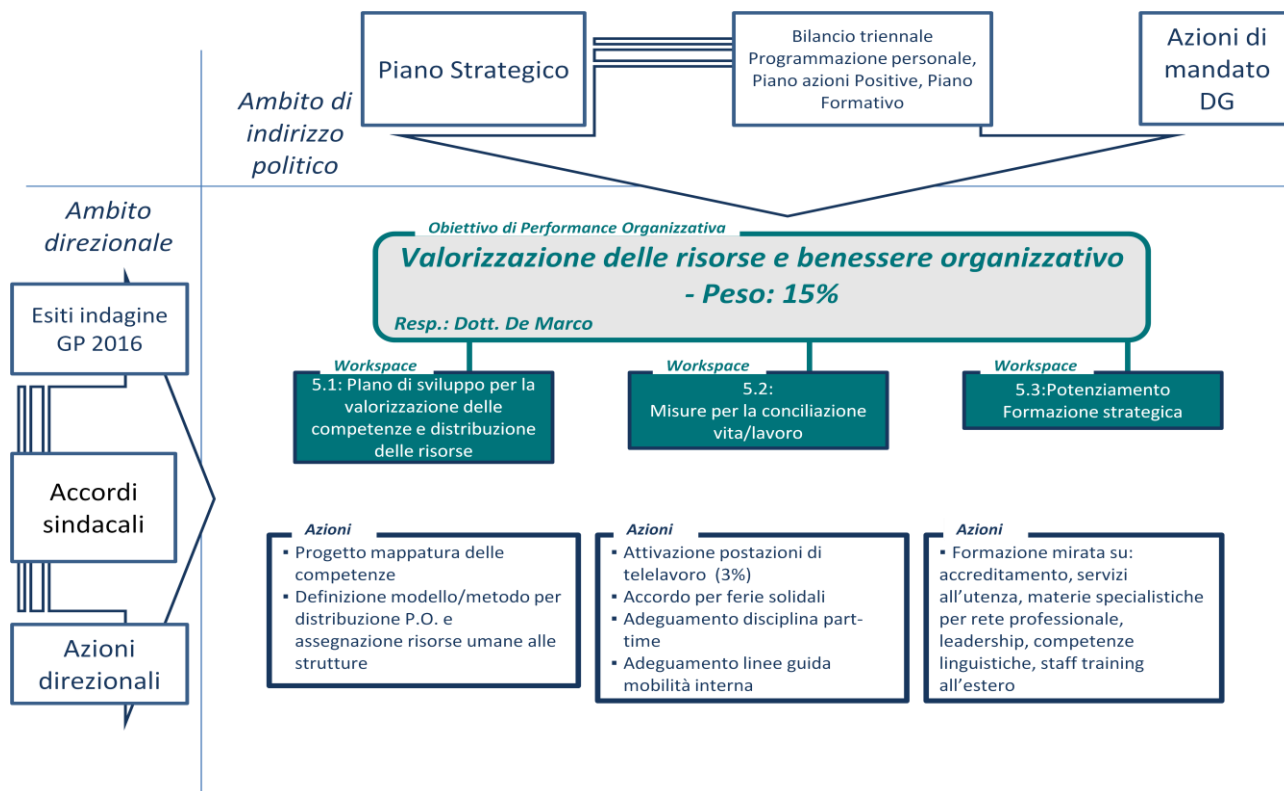 Piano Strategico
Bilancio triennale
Programmazione personale,
Piano azioni Positive, Piano
Formativo
Azioni di
mandato
DG
Ambito di
indirizzo
politico
Ambito
direzionale
Esiti indagine
GP 2016
Accordi
sindacali
Azioni
direzionali
Obiettivo di Performance Organizzativa
Valorizzazione delle risorse e benessere organizzativo
- Peso: 15%
Resp.: Dott. De Marco
Workspace
5.1: Plano di sviluppo per la
valorizzazione delle
competenze e distribuzione
delle risorse
Workspace
5.2:
Misure per la conciliazione
vita/lavoro
Workspace
5.3:Potenziamento
Formazione strategica
Azioni
▪ Progetto mappatura delle
competenze
▪ Definizione modello/metodo per
distribuzione P.O. e
assegnazione risorse umane alle
strutture
Azioni
▪ Attivazione postazioni di
telelavoro (3%)
▪ Accordo per ferie solidali
▪ Adeguamento disciplina part-
time
▪ Adeguamento linee guida
mobilità interna
Azioni
▪ Formazione mirata su:
accreditamento, servizi
all'utenza, materie specialistiche
per rete professionale,
leadership, competenze
linguistiche, staff training
all'estero